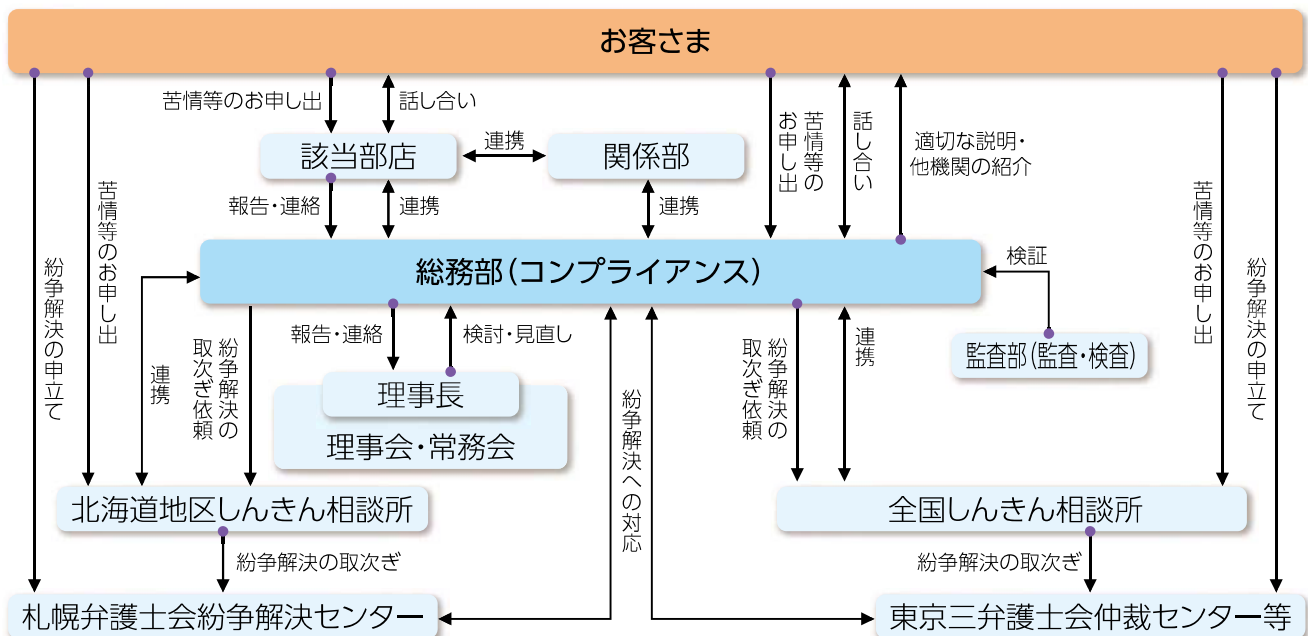 お客さま
苦情等のお申し出
話し合い
苦情等の
お申し出
話し合い
適切な説明・
他機関の紹介
該当部店
連携
関係部
報告・連絡
連携
連携
苦情等のお申し出
紛争解決の申立て
苦情等のお申し出
紛争解決の申立て
総務部(コンプライアンス)
検証
監査部(監査・検査)
連携
紛争解決の
取次ぎ依頼
報告・連絡
検討・見直し
理事長
理事会・常務会
紛争解決への対応
紛争解決の
取次ぎ依頼
連携
北海道地区しんきん相談所
全国しんきん相談所
紛争解決の取次ぎ
紛争解決の取次ぎ
札幌弁護士会紛争解決センター
東京三弁護士会仲裁センター等